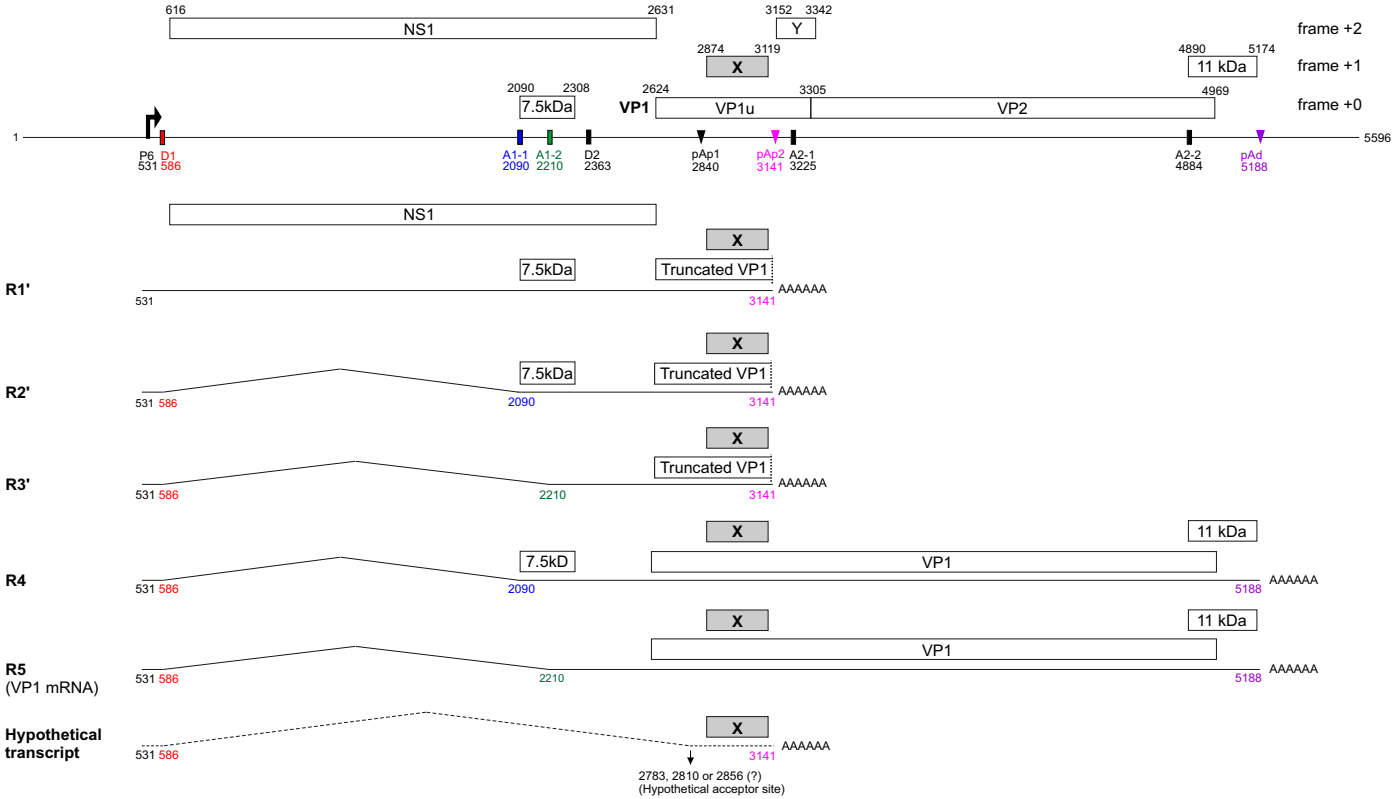 616 2631 3152 3342
NS1 Y frame +2
2874 3119 4890 5174
X 11 kDa frame +1
2090 2308 2624 3305 4969
7.5kDa VP1 VP1u VP2 frame +0
1 5596
P6 D1 A1-1 A1-2 D2 pAp1 pAp2 A2-1 A2-2 pAd
531 586 2090 2210 2363 2840 3141 3225 4884 5188
NS1
X
7.5kDa Truncated VP1
R1' AAAAAA
531 3141
X
7.5kDa Truncated VP1
R2' AAAAAA
531 586 2090 3141
X
Truncated VP1
R3' AAAAAA
531 586 2210 3141
X 11 kDa
7.5kD VP1
R4 AAAAAA
531 586 2090 5188
X 11 kDa
VP1
R5 AAAAAA
531 586 2210 5188
(VP1 mRNA)
X
Hypothetical
transcript AAAAAA
531 586 3141
2783, 2810 or 2856 (?)
(Hypothetical acceptor site)